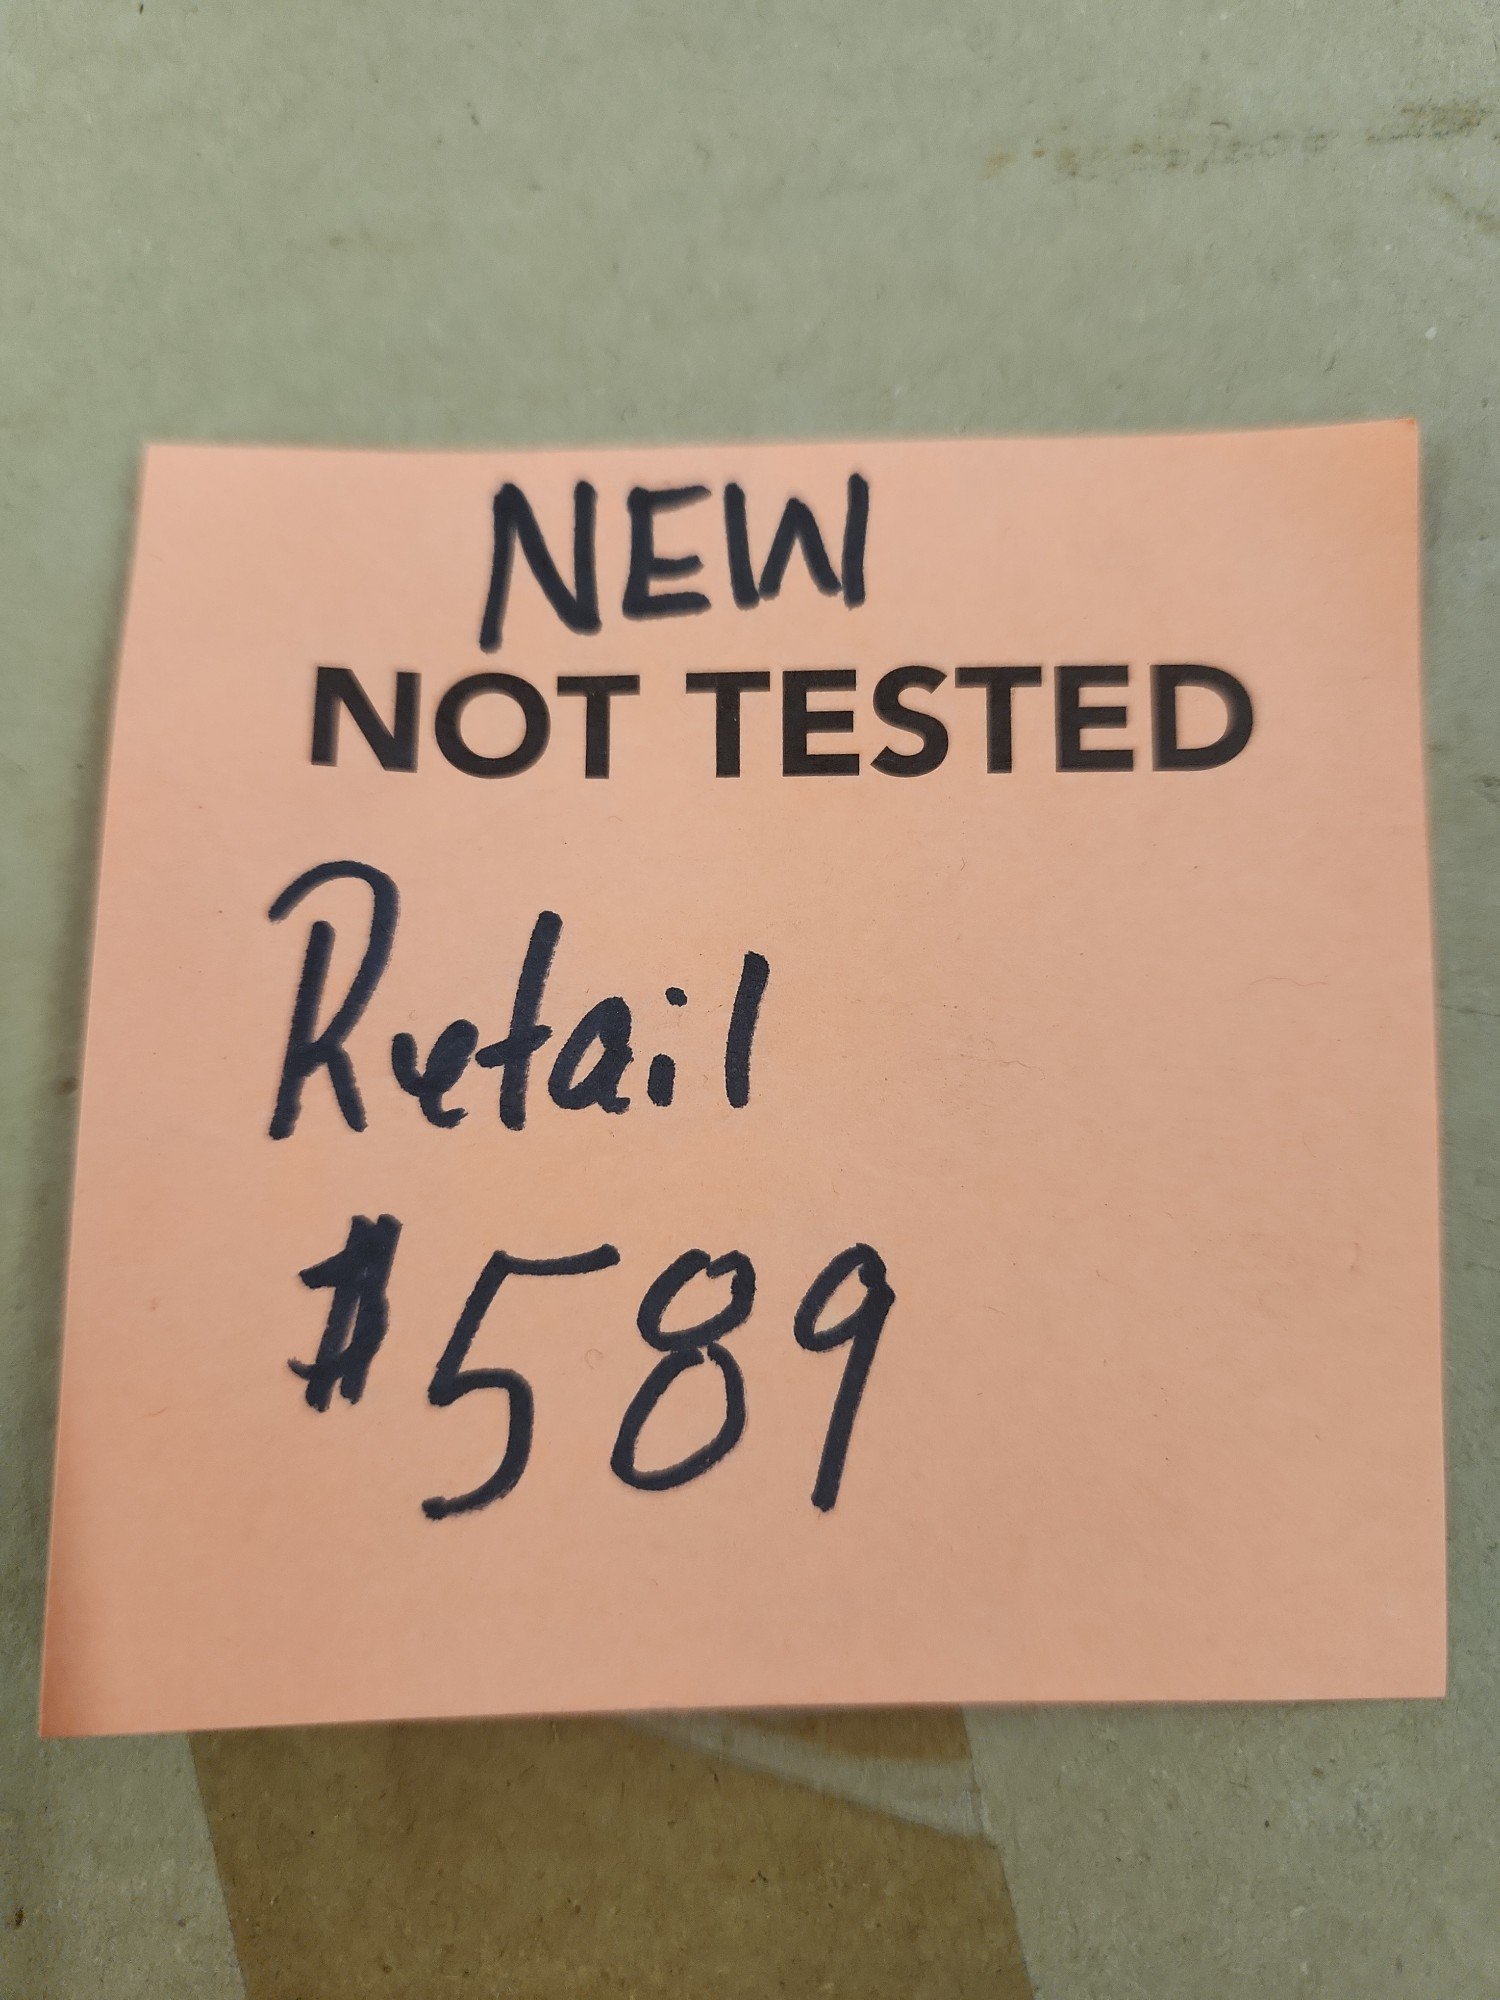 NEW
NOT TESTED
Retail
$589